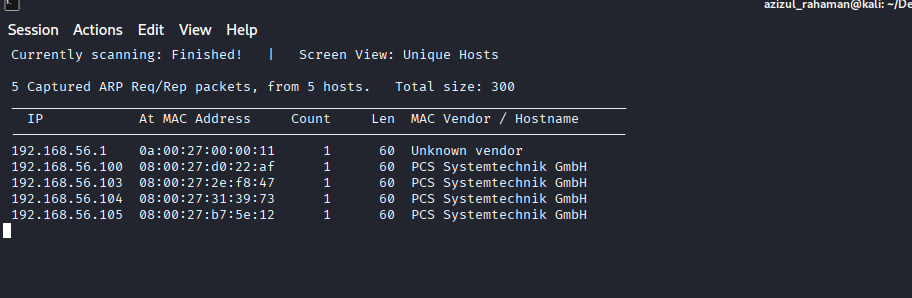 azizul_rahaman@kali: ~/De
Session Actions Edit View Help
Currently scanning: Finished! | Screen View: Unique Hosts
5 Captured ARP Req/Rep packets, from 5 hosts. Total size: 300
IP At MAC Address Count Len MAC Vendor / Hostname
192.168.56.1 0a:00:27:00:00:11 1 60 Unknown vendor
192.168.56.100 08:00:27:d0:22:af 1 60 PCS Systemtechnik GmbH
192.168.56.103 08:00:27:2e:f8:47 1 60 PCS Systemtechnik GmbH
192.168.56.104 08:00:27:31:39:73 1 60 PCS Systemtechnik GmbH
192.168.56.105 08:00:27:b7:5e:12 1 60 PCS Systemtechnik GmbH